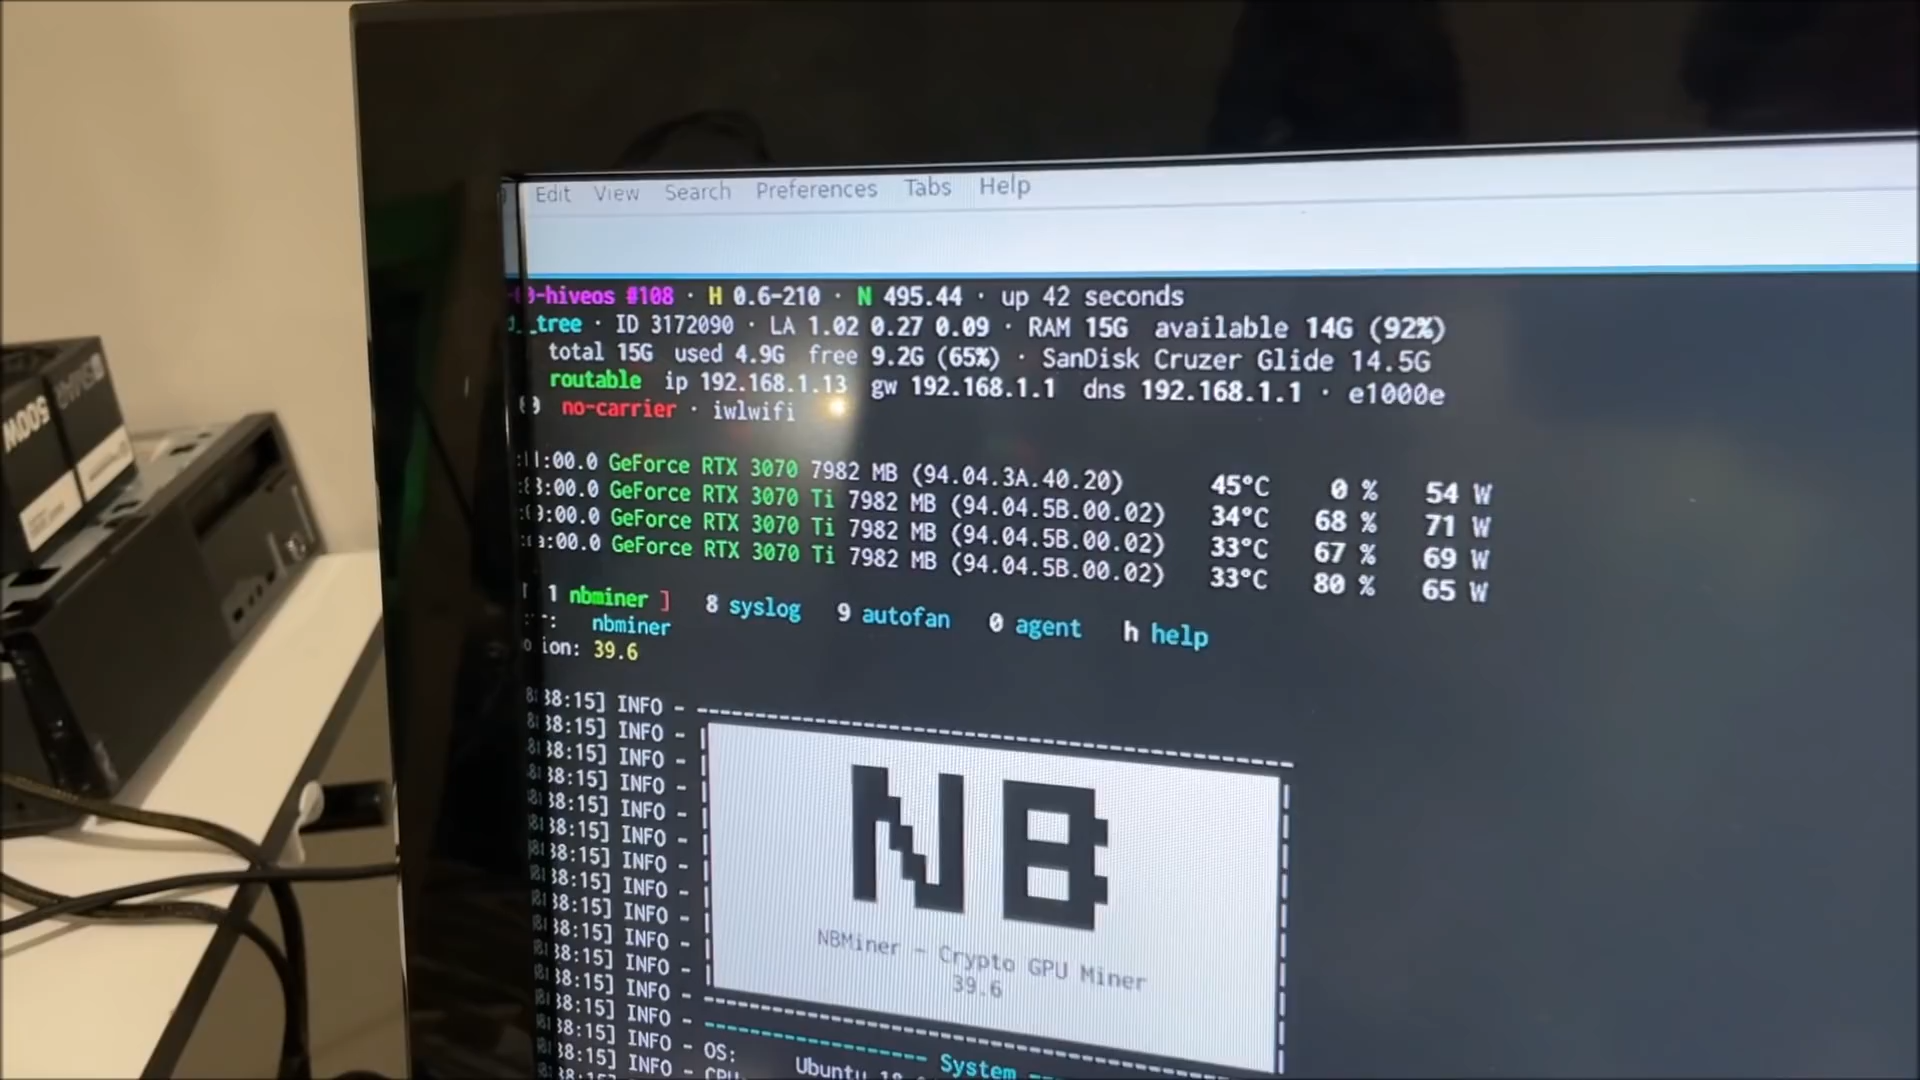 Edit View Search Preferences Tabs Help
-hiveos #108 · H 0.6-210 · N 495.44 · up 42 seconds
_tree · ID 3172090 · LA 1.02 0.27 0.09 · RAM 15G available 14G (92%)
total 15G used 4.9G free 9.2G (65%) · SanDisk Cruzer Glide 14.5G
routable ip 192.168.1.13 gw 192.168.1.1 dns 192.168.1.1 · e1000e
no-carrier · iwlwifi
:00.0 GeForce RTX 3070 7982 MB (94.04.3A.40.20) 45°C 0 % 54 W
:00.0 GeForce RTX 3070 Ti 7982 MB (94.04.5B.00.02) 34°C 68 % 71 W
:00.0 GeForce RTX 3070 Ti 7982 MB (94.04.5B.00.02) 33°C 67 % 69 W
a:00.0 GeForce RTX 3070 Ti 7982 MB (94.04.5B.00.02) 33°C 80 % 65 W
1 nbminer ] 8 syslog 9 autofan 0 agent h help
nbminer
ion: 39.6
38:15] INFO -
38:15] INFO -
38:15] INFO -
38:15] INFO -
38:15] INFO -
38:15] INFO -
38:15] INFO -
38:15] INFO -
38:15] INFO -
38:15] INFO -
38:15] INFO -
38:15] INFO -
NB
NBMiner - Crypto GPU Miner
39.6
38:15] INFO - System
38:15] INFO - OS: Ubuntu 18
38:15] INFO - CPU:
500W